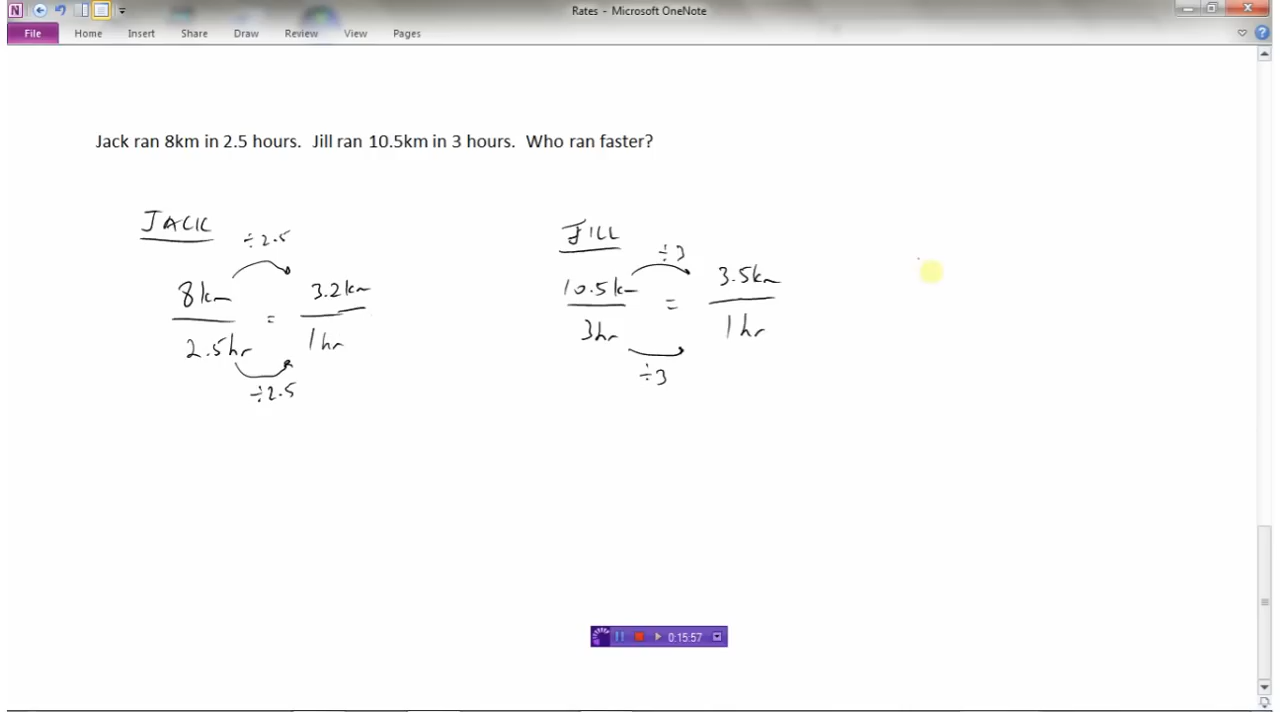 Rates - Microsoft OneNote
File Home Insert Share Draw Review View Pages
Jack ran 8km in 2.5 hours. Jill ran 10.5km in 3 hours. Who ran faster?
JACK
÷2.5
8km = 3.2km
2.5hr 1hr
÷2.5
JILL
÷3
10.5km = 3.5km
3hr 1hr
÷3
0:15:57